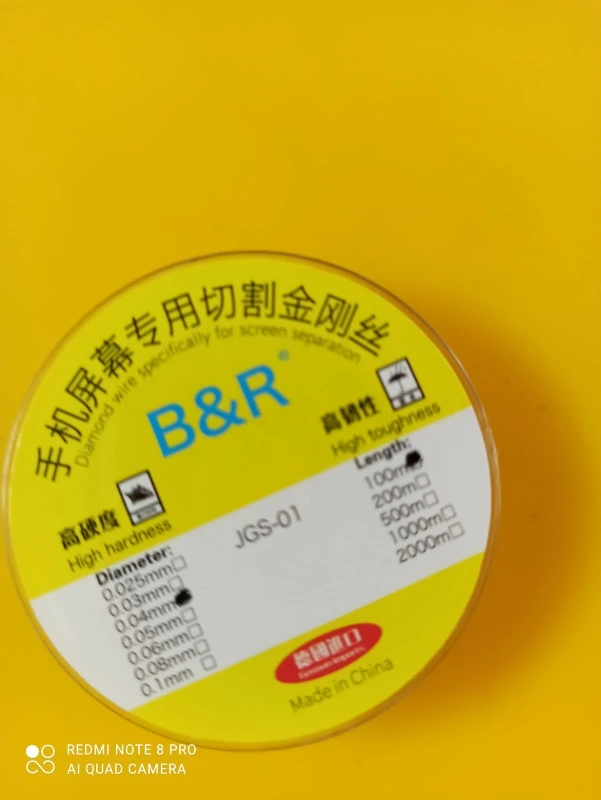 手机屏幕专用切割金刚丝
Diamond wire specifically for screen separation
B&R®
高韧性
High toughness
高硬度
High hardness
JGS-01
Length:
100m
200m
500m
1000m
2000m
Diameter:
0.025mm
0.03mm
0.04mm
0.05mm
0.06mm
0.08mm
0.1mm
德國進口
Made in China
REDMI NOTE 8 PRO
AI QUAD CAMERA